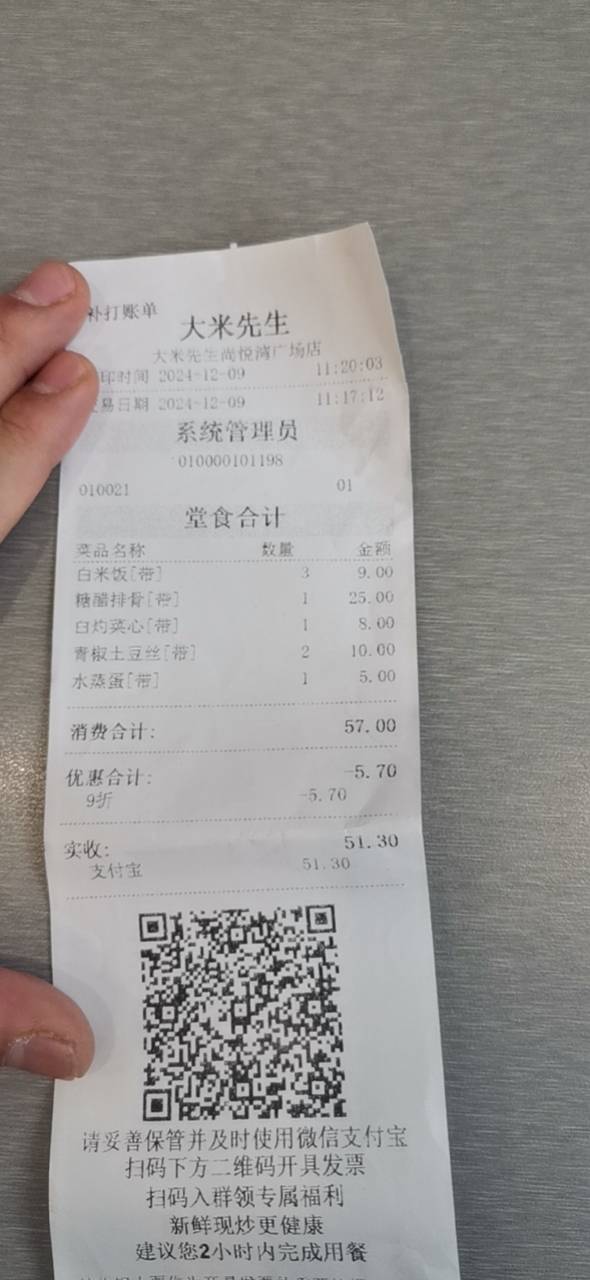 补打账单
大米先生
大米先生尚悦湾广场店
印时间 2024-12-09 11:20:03
易日期 2024-12-09 11:17:12
系统管理员
010000101198
010021 01
堂食合计
菜品名称 数量 金额
白米饭[带] 3 9.00
糖醋排骨[带] 1 25.00
白灼菜心[带] 1 8.00
青椒土豆丝[带] 2 10.00
水蒸蛋[带] 1 5.00
消费合计: 57.00
优惠合计: -5.70
9折 -5.70
实收: 51.30
支付宝 51.30
请妥善保管并及时使用微信支付宝
扫码下方二维码开具发票
扫码入群领专属福利
新鲜现炒更健康
建议您2小时内完成用餐